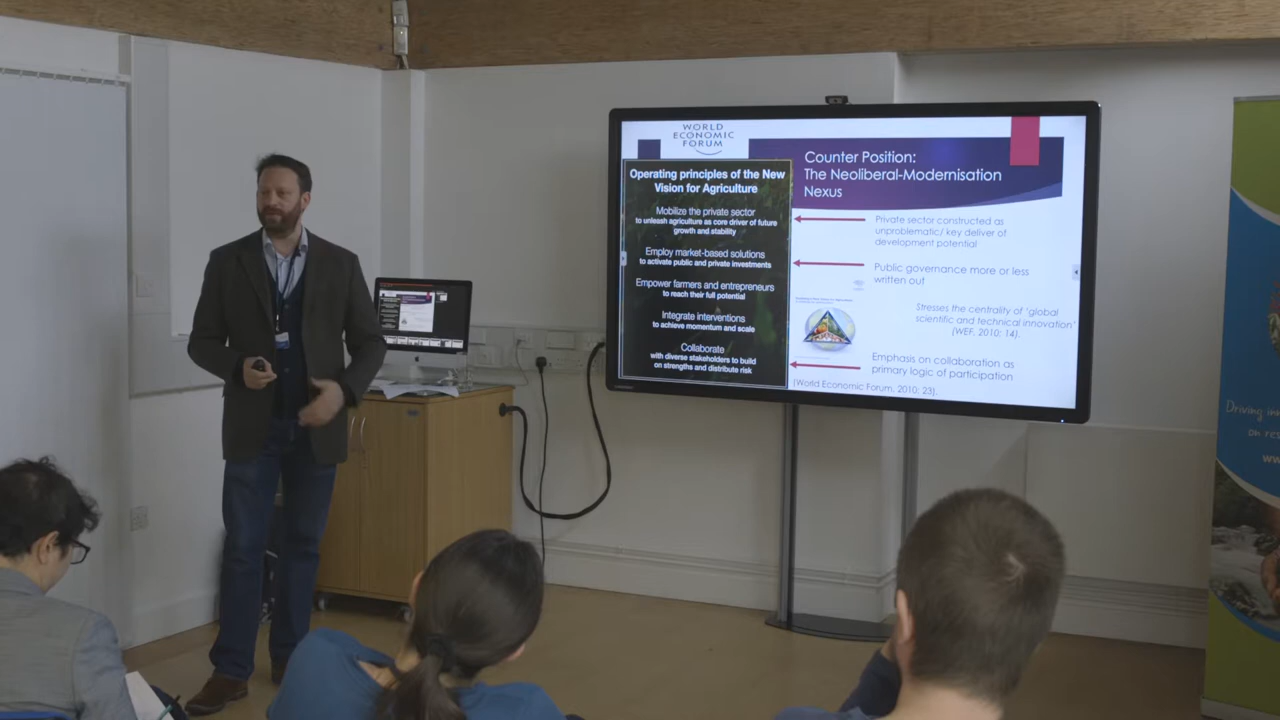 WORLD
ECONOMIC
FORUM
Operating principles of the New
Vision for Agriculture
Mobilize the private sector
to unleash agriculture as core driver of future
growth and stability
Employ market-based solutions
to activate public and private investments
Empower farmers and entrepreneurs
to reach their full potential
Integrate interventions
to achieve momentum and scale
Collaborate
with diverse stakeholders to build
on strengths and distribute risk
Counter Position:
The Neoliberal-Modernisation
Nexus
Private sector constructed as
unproblematic/ key deliver of
development potential
Public governance more or less
written out
Stresses the centrality of 'global
scientific and technical innovation'
(WEF, 2010: 14).
Emphasis on collaboration as
primary logic of participation
(World Economic Forum, 2010: 23).
Driving
on